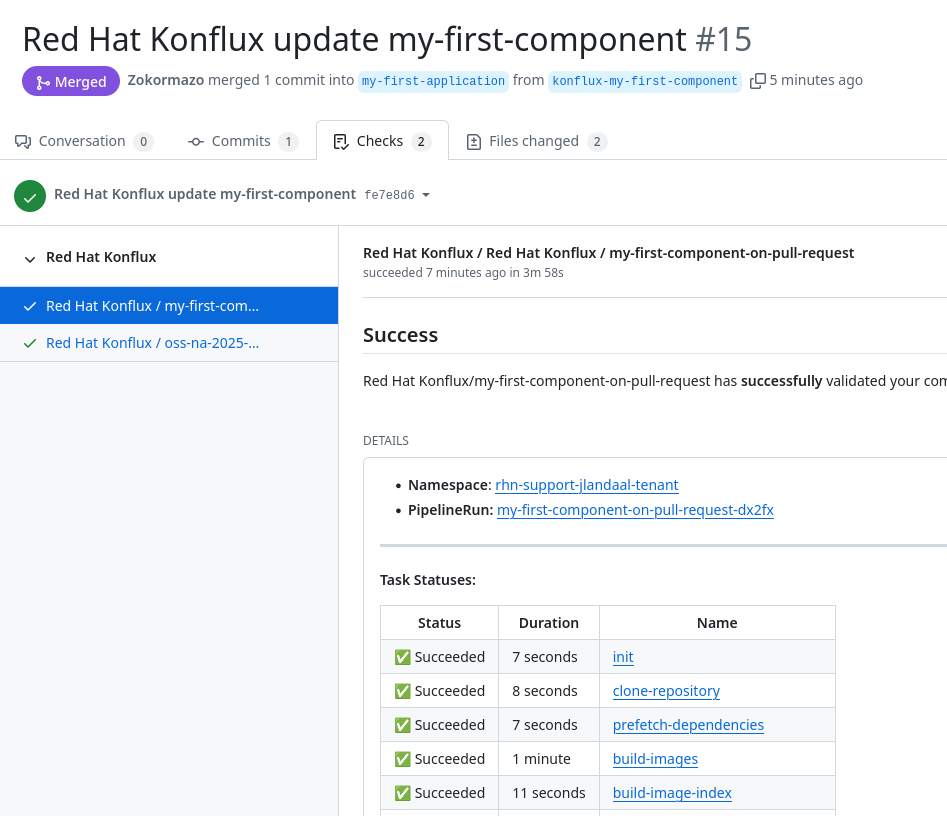 Red Hat Konflux update my-first-component #15
Merged Zokormazo merged 1 commit into my-first-application from konflux-my-first-component 5 minutes ago
Conversation 0 Commits 1 Checks 2 Files changed 2
Red Hat Konflux update my-first-component fe7e8d6
Red Hat Konflux
Red Hat Konflux / my-first-com...
Red Hat Konflux / oss-na-2025-...
Red Hat Konflux / Red Hat Konflux / my-first-component-on-pull-request
succeeded 7 minutes ago in 3m 58s
Success
Red Hat Konflux/my-first-component-on-pull-request has successfully validated your
DETAILS
• Namespace: rhn-support-jlandaal-tenant
• PipelineRun: my-first-component-on-pull-request-dx2fx
Task Statuses:
Status Duration Name
✅ Succeeded 7 seconds init
✅ Succeeded 8 seconds clone-repository
✅ Succeeded 7 seconds prefetch-dependencies
✅ Succeeded 1 minute build-images
✅ Succeeded 11 seconds build-image-index